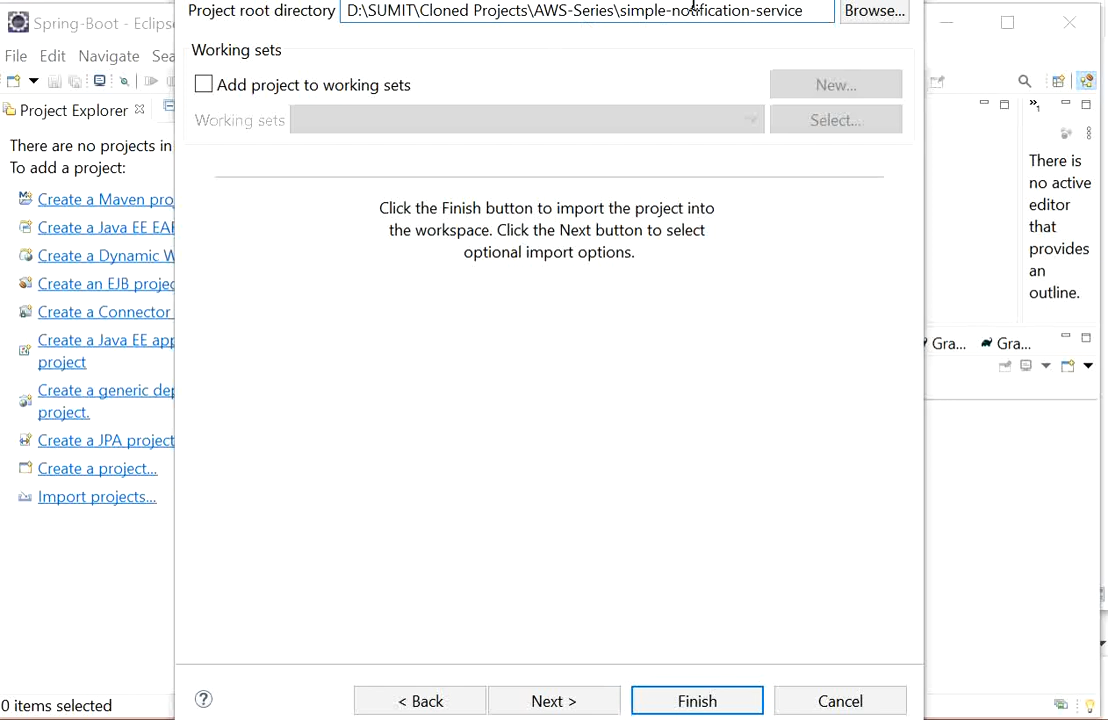 Spring-Boot - Eclips
File Edit Navigate Sea
Project Explorer
There are no projects in
To add a project:
Create a Maven pro
Create a Java EE EA
Create a Dynamic W
Create an EJB projec
Create a Connector
Create a Java EE app
project
Create a generic dep
project.
Create a JPA project
Create a project...
Import projects...
0 items selected
Project root directory D:\SUMIT\Cloned Projects\AWS-Series\simple-notification-service Browse...
Working sets
Add project to working sets New...
Working sets Select...
Click the Finish button to import the project into
the workspace. Click the Next button to select
optional import options.
< Back Next > Finish Cancel
There is
no active
editor
that
provides
an
outline.
Gra... Gra...